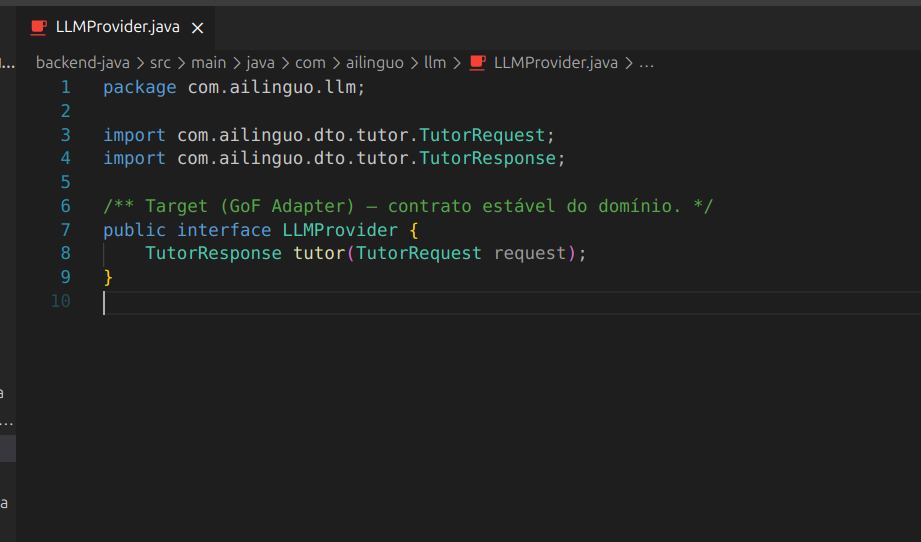 LLMProvider.java
backend-java > src > main > java > com > ailinguo > llm > LLMProvider.java > ...
1 package com.ailinguo.llm;
2
3 import com.ailinguo.dto.tutor.TutorRequest;
4 import com.ailinguo.dto.tutor.TutorResponse;
5
6 /** Target (GoF Adapter) — contrato estável do domínio. */
7 public interface LLMProvider {
8 TutorResponse tutor(TutorRequest request);
9 }
10
a
...
a